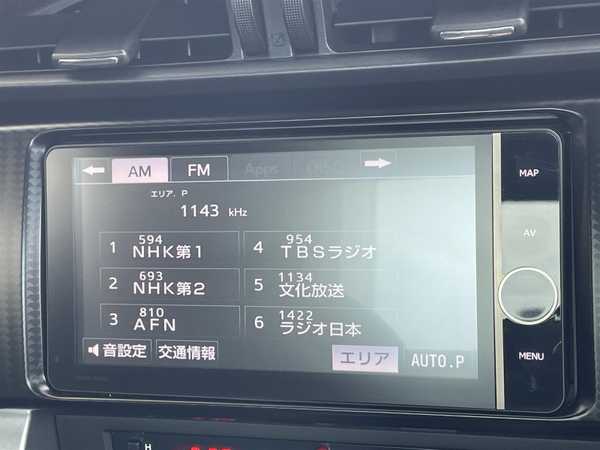 AM FM Apps
エリア. P
1143 kHz
1 594 NHK第1
2 693 NHK第2
3 810 AFN
4 954 TBSラジオ
5 1134 文化放送
6 1422 ラジオ日本
音設定 交通情報 エリア AUTO.P
MAP
AV
MENU
H